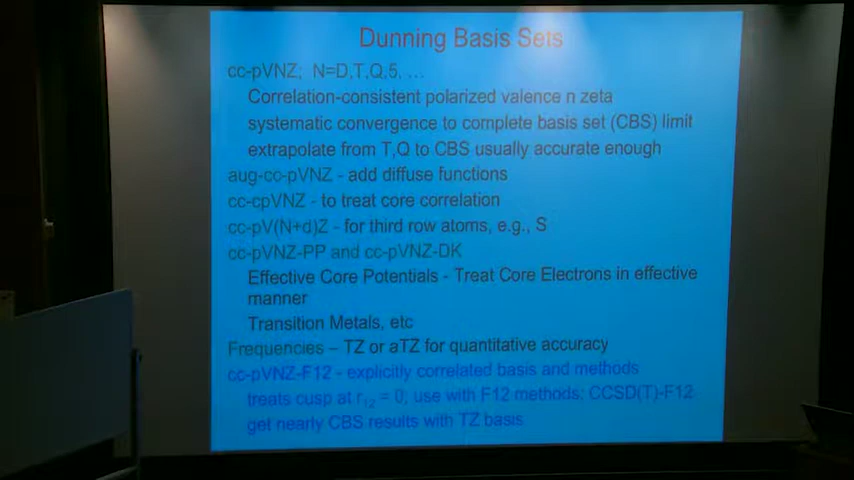 Dunning Basis Sets
cc-pVNZ; N=D,T,Q,5, ...
Correlation-consistent polarized valence n zeta
systematic convergence to complete basis set (CBS) limit
extrapolate from T,Q to CBS usually accurate enough
aug-cc-pVNZ - add diffuse functions
cc-cpVNZ - to treat core correlation
cc-pV(N+d)Z - for third row atoms, e.g., S
cc-pVNZ-PP and cc-pVNZ-DK
Effective Core Potentials - Treat Core Electrons in effective
manner
Transition Metals, etc
Frequencies – TZ or aTZ for quantitative accuracy
cc-pVNZ-F12 - explicitly correlated basis and methods
treats cusp at r12 = 0; use with F12 methods; CCSD(T)-F12
get nearly CBS results with TZ basis